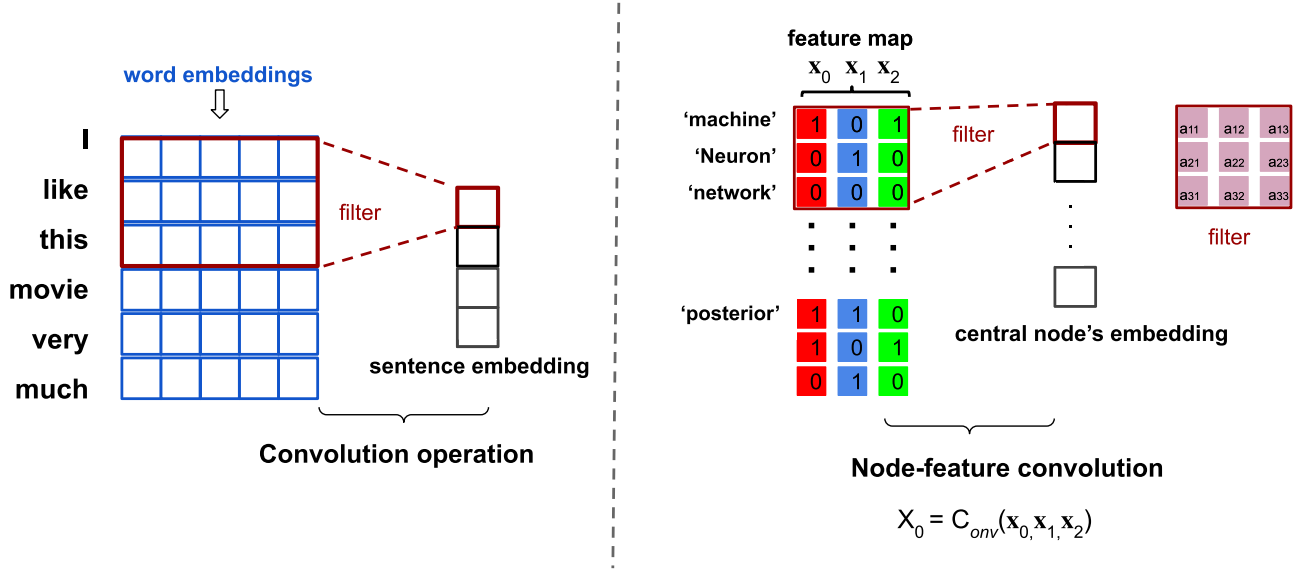 word embeddings
I
like
this
movie
very
much
filter
sentence embedding
Convolution operation
feature map
x0 x1 x2
‘machine’ 1 0 1
‘Neuron’ 0 1 0
‘network’ 0 0 0
‘posterior’ 1 1 0
1 0 1
0 1 0
filter
central node’s embedding
a11 a12 a13
a21 a22 a23
a31 a32 a33
filter
Node-feature convolution
X0 = Conv(x0,x1,x2)